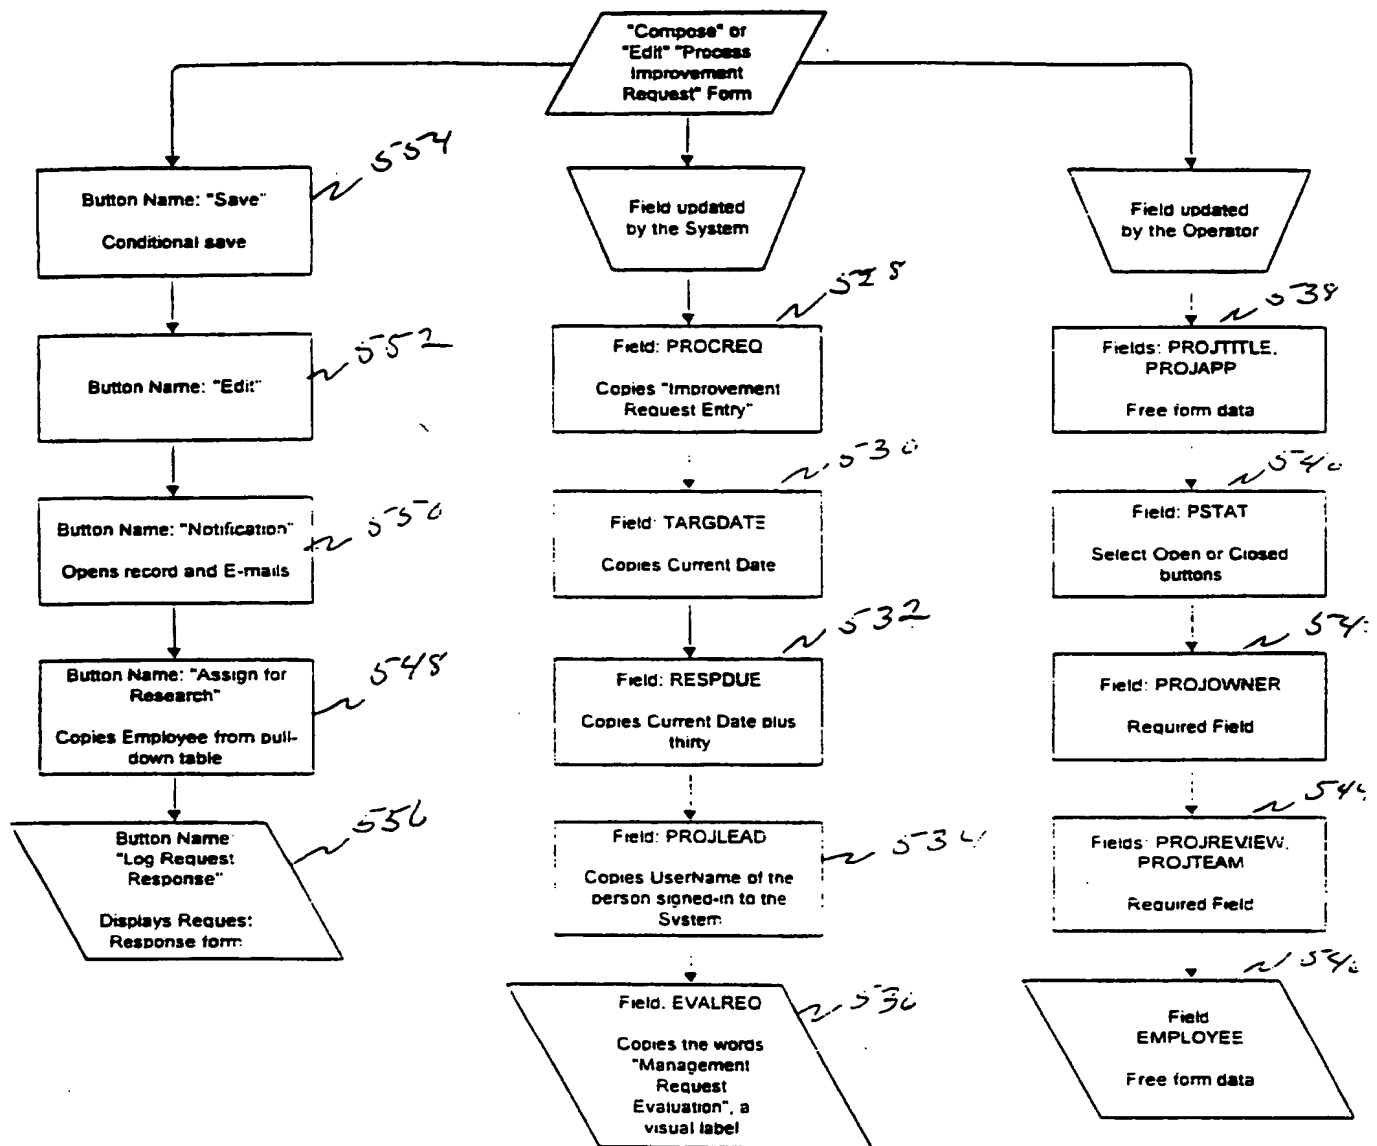 "Compose" or
"Edit" "Process
Improvement
Request" Form
554
Button Name: "Save"
Conditional save
552
Button Name: "Edit"
550
Button Name: "Notification"
Opens record and E-mails
548
Button Name: "Assign for
Research"
Copies Employee from pull-
down table
556
Button Name
"Log Request
Response"
Displays Request
Response form
Field updated
by the System
528
Field: PROCREQ
Copies "Improvement
Request Entry"
530
Field: TARGDATE
Copies Current Date
532
Field: RESPDUE
Copies Current Date plus
thirty
534
Field: PROJLEAD
Copies UserName of the
person signed-in to the
System
536
Field. EVALREQ
Copies the words
"Management
Request
Evaluation", a
visual label
Field updated
by the Operator
538
Fields: PROJTITLE,
PROJAPP
Free form data
540
Field: PSTAT
Select Open or Closed
buttons
Field: PROJOWNER
Required Field
Fields: PROJREVIEW,
PROJTEAM
Required Field
Field
EMPLOYEE
Free form data